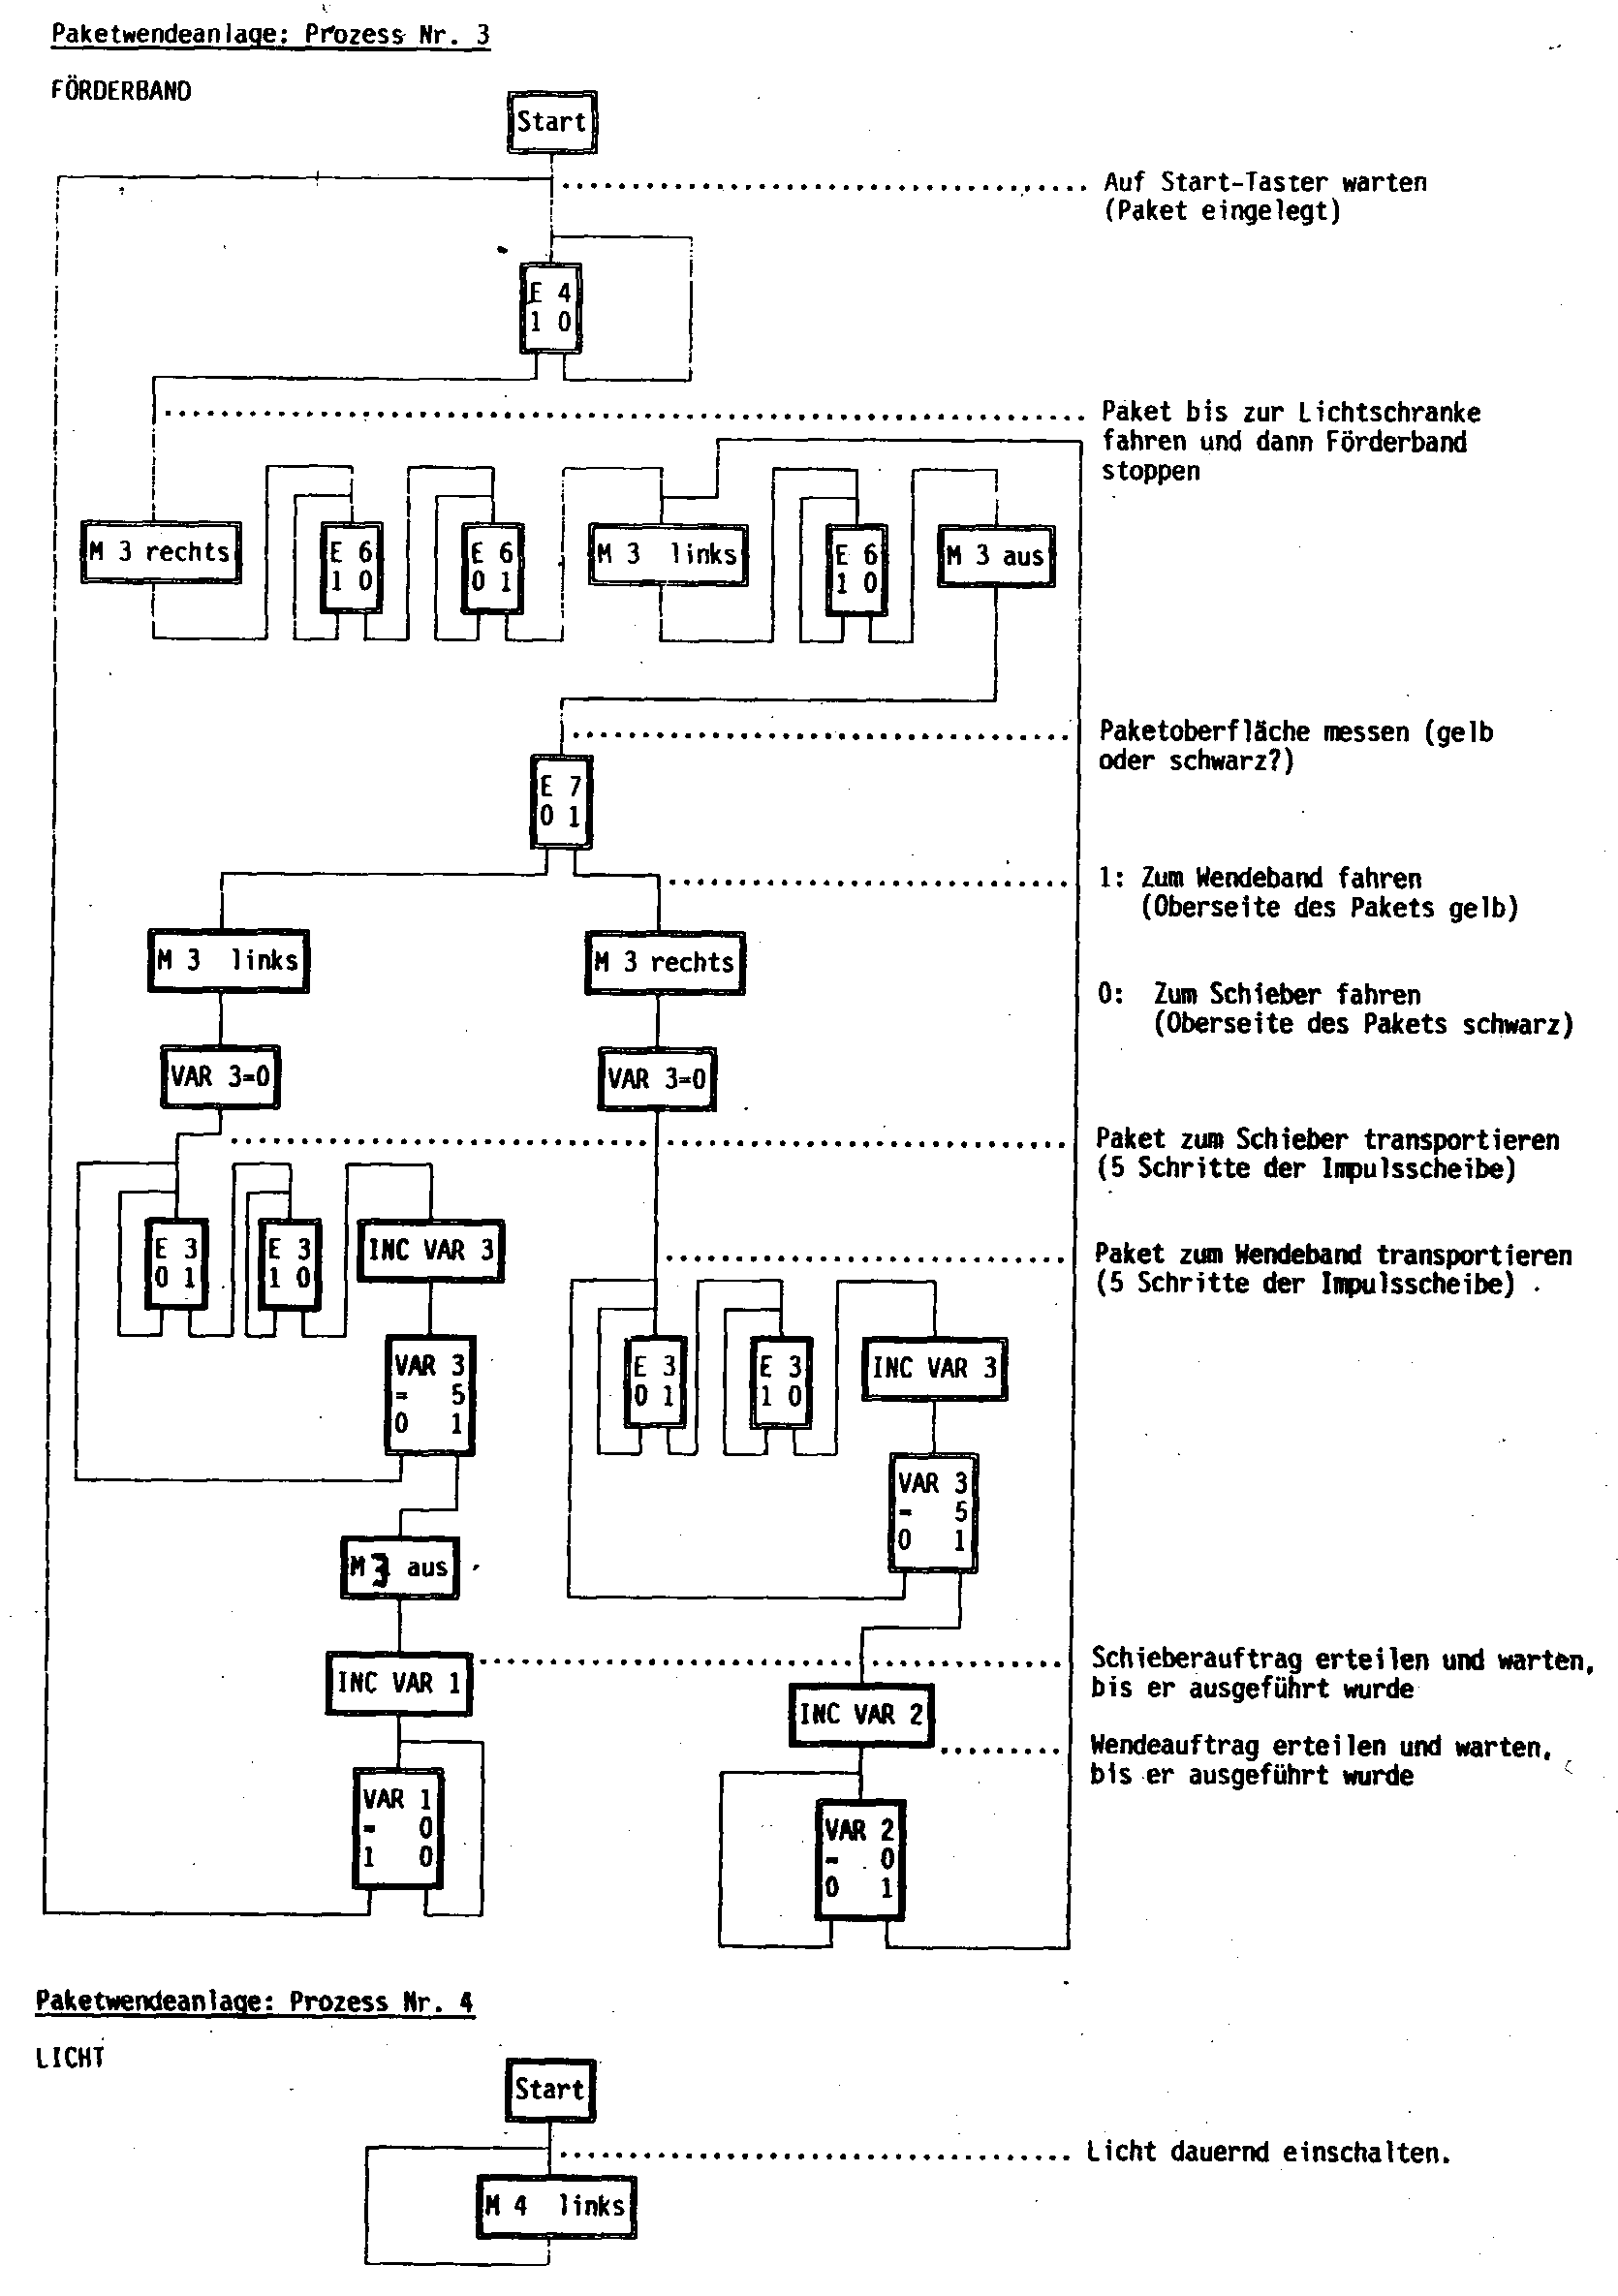 Paketwendeanlage: Prozess Nr. 3
FÖRDERBAND
Start
Auf Start-Taster warten
(Paket eingelegt)
E 4
1 0
Paket bis zur Lichtschranke
fahren und dann Förderband
stoppen
M 3 rechts
E 6
1 0
E 6
0 1
M 3 links
E 6
1 0
M 3 aus
Paketoberfläche messen (gelb
oder schwarz?)
E 7
0 1
1: Zum Wendeband fahren
(Oberseite des Pakets gelb)
M 3 links
M 3 rechts
0: Zum Schieber fahren
(Oberseite des Pakets schwarz)
VAR 3=0
VAR 3=0
Paket zum Schieber transportieren
(5 Schritte der Impulsscheibe)
E 3
0 1
E 3
1 0
INC VAR 3
Paket zum Wendeband transportieren
(5 Schritte der Impulsscheibe)
VAR 3
= 5
0 1
E 3
0 1
E 3
1 0
INC VAR 3
VAR 3
= 5
0 1
M 3 aus
INC VAR 1
Schieberauftrag erteilen und warten,
bis er ausgeführt wurde
INC VAR 2
Wendeauftrag erteilen und warten,
bis er ausgeführt wurde
VAR 1
= 0
1 0
VAR 2
= 0
0 1
Paketwendeanlage: Prozess Nr. 4
LICHT
Start
Licht dauernd einschalten.
M 4 links